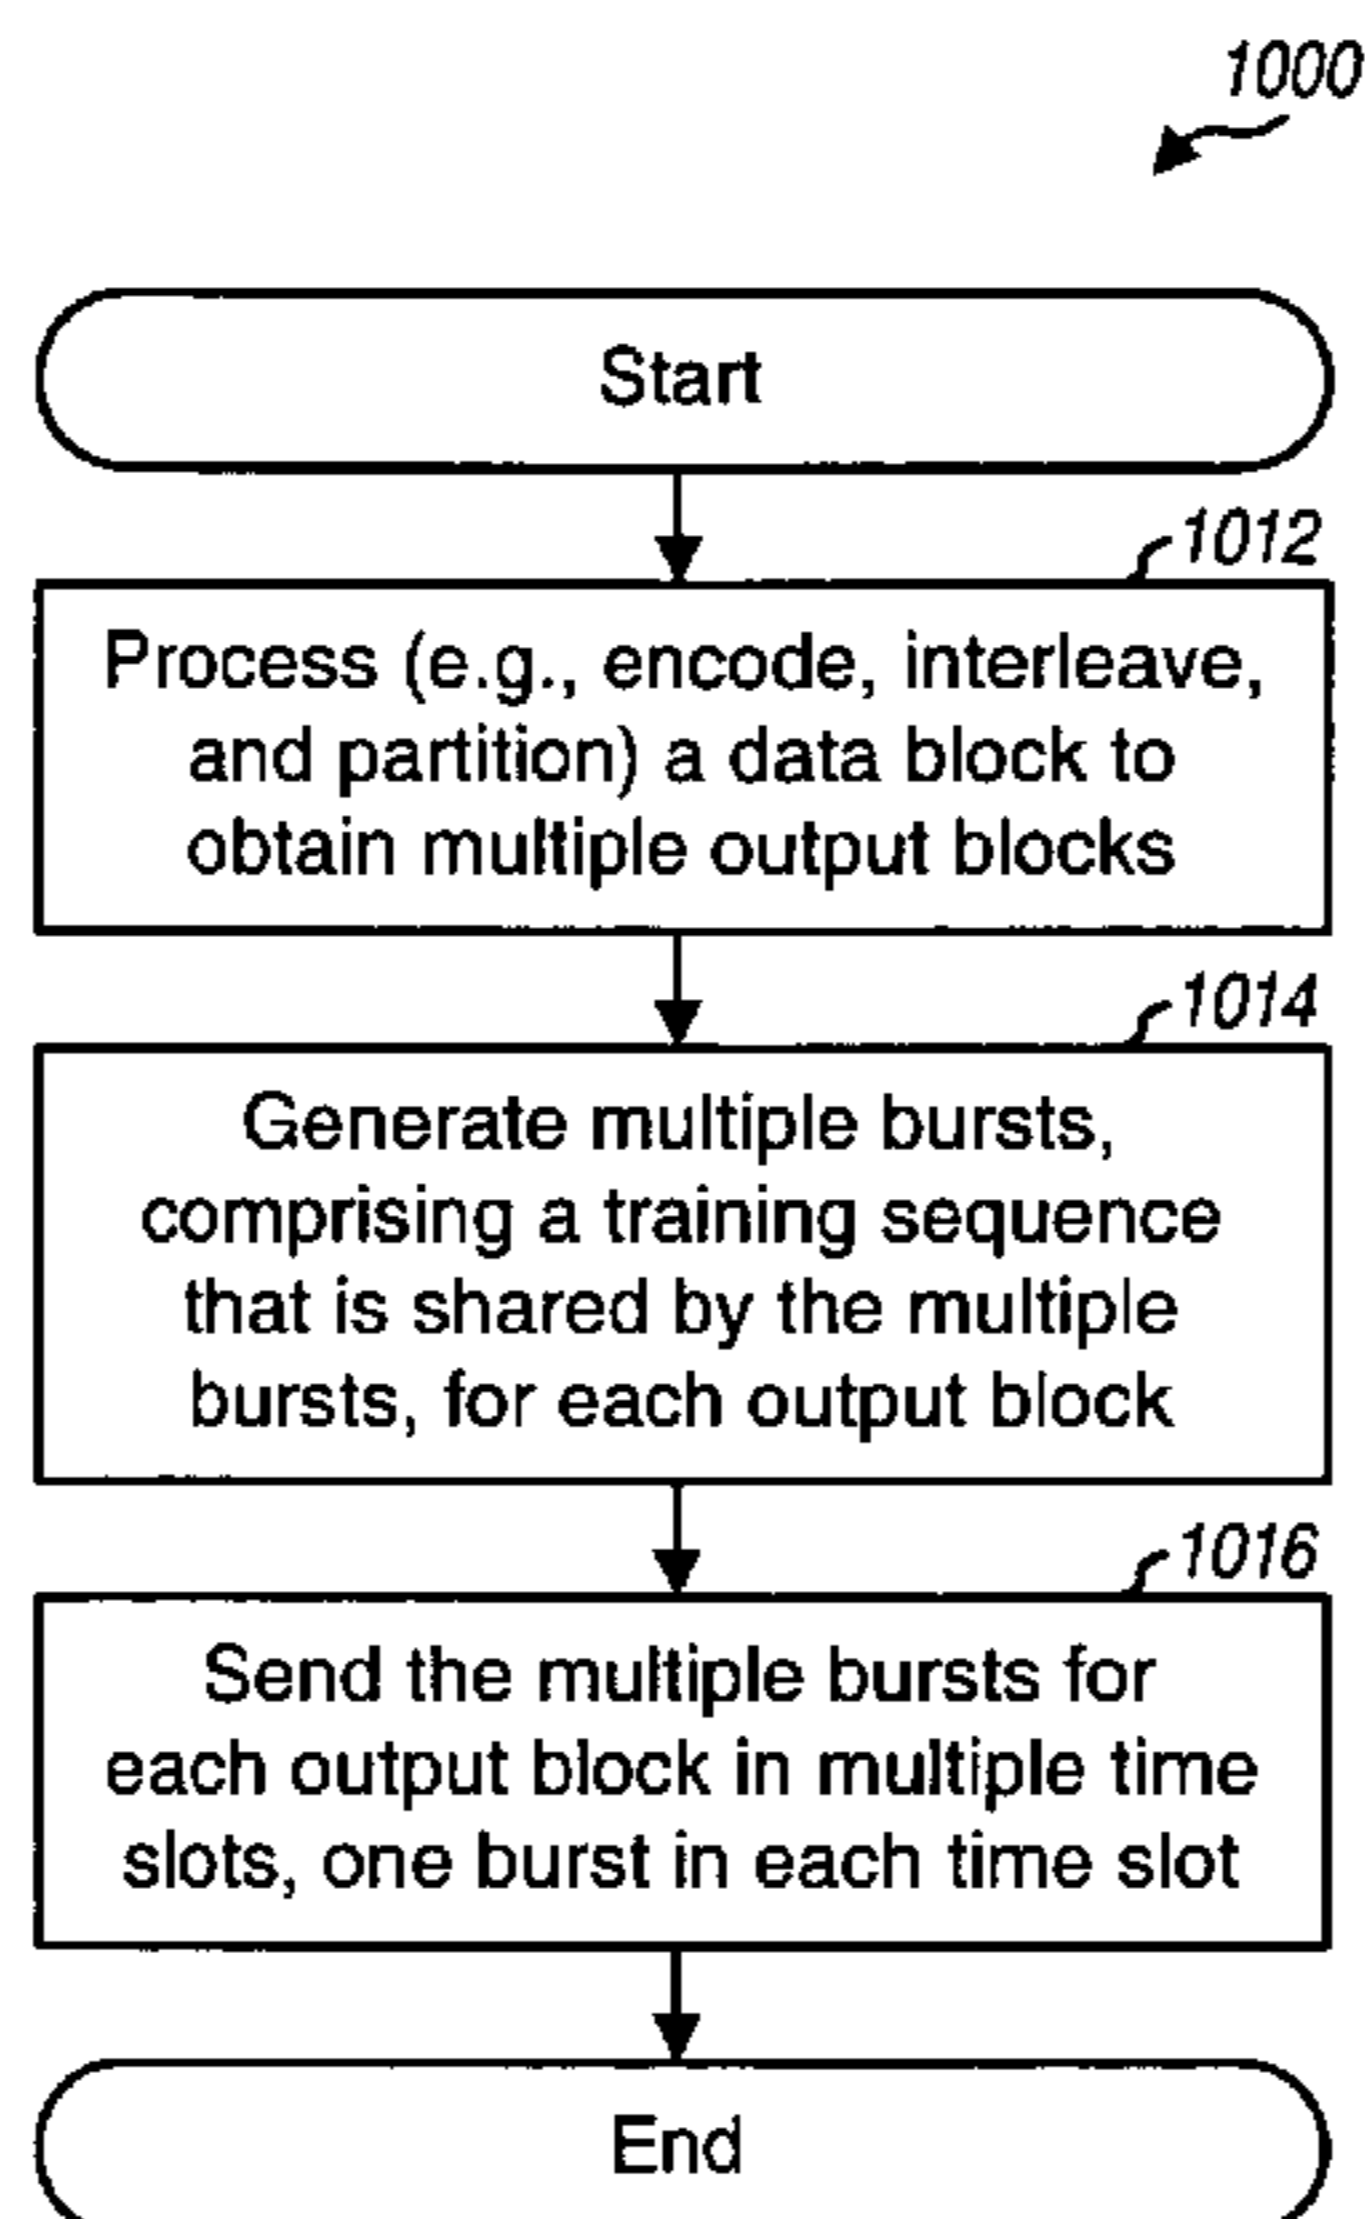 1000
Start
1012
Process (e.g., encode, interleave,
and partition) a data block to
obtain multiple output blocks
1014
Generate multiple bursts,
comprising a training sequence
that is shared by the multiple
bursts, for each output block
1016
Send the multiple bursts for
each output block in multiple time
slots, one burst in each time slot
End